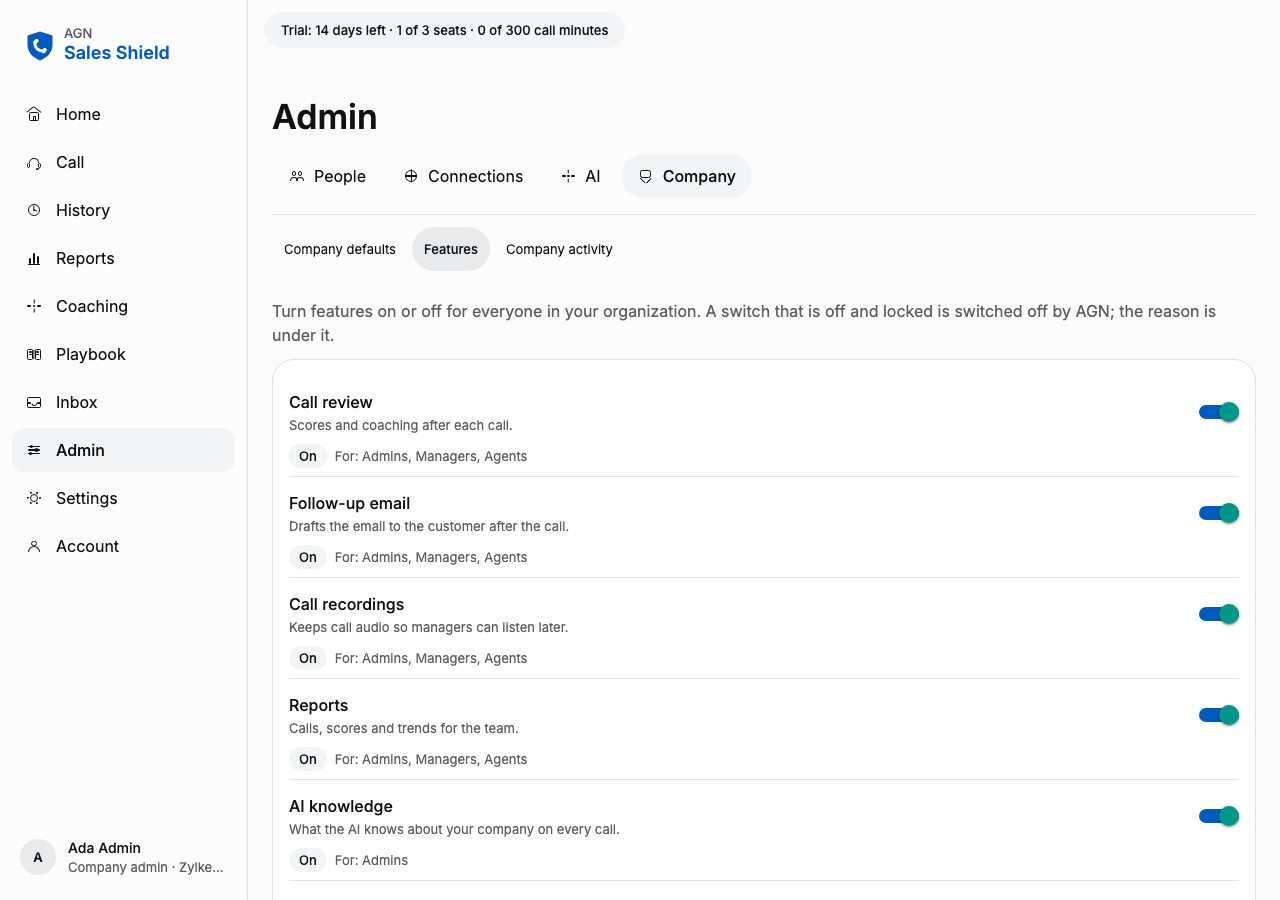 AGN
Sales Shield
Home
Call
History
Reports
Coaching
Playbook
Inbox
Admin
Settings
Account
A
Ada Admin
Company admin · Zylke...
Trial: 14 days left · 1 of 3 seats · 0 of 300 call minutes
Admin
People
Connections
AI
Company
Company defaults
Features
Company activity
Turn features on or off for everyone in your organization. A switch that is off and locked is switched off by AGN; the reason is
under it.
Call review
Scores and coaching after each call.
On For: Admins, Managers, Agents
Follow-up email
Drafts the email to the customer after the call.
On For: Admins, Managers, Agents
Call recordings
Keeps call audio so managers can listen later.
On For: Admins, Managers, Agents
Reports
Calls, scores and trends for the team.
On For: Admins, Managers, Agents
AI knowledge
What the AI knows about your company on every call.
On For: Admins